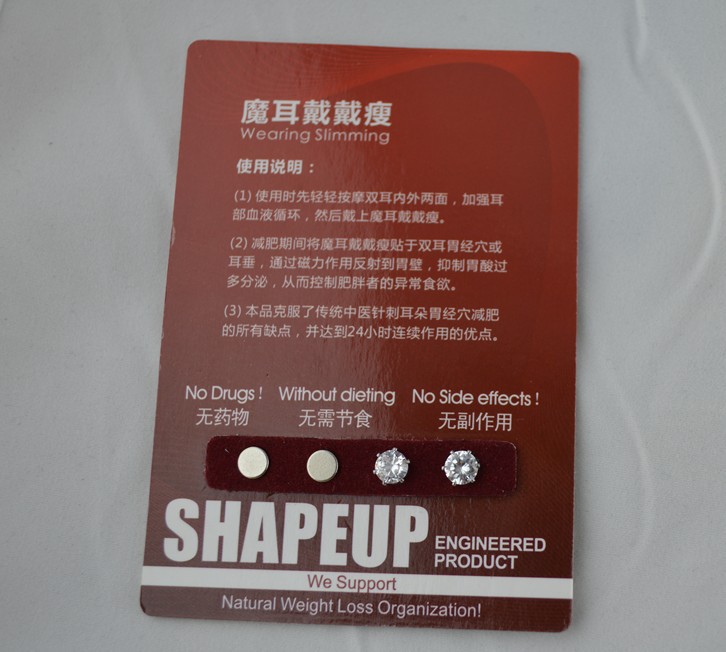 魔耳戴戴瘦
Wearing Slimming
使用说明：
(1) 使用时先轻轻按摩双耳内外两面，加强耳
部血液循环，然后戴上魔耳戴戴瘦。
(2) 减肥期间将魔耳戴戴瘦贴于双耳胃经穴或
耳垂，通过磁力作用反射到胃壁，抑制胃酸过
多分泌，从而控制肥胖者的异常食欲。
(3) 本品克服了传统中医针刺耳朵胃经穴减肥
的所有缺点，并达到24小时连续作用的优点。
No Drugs ! Without dieting No Side effects !
无药物 无需节食 无副作用
SHAPEUP ENGINEERED
PRODUCT
We Support
Natural Weight Loss Organization!